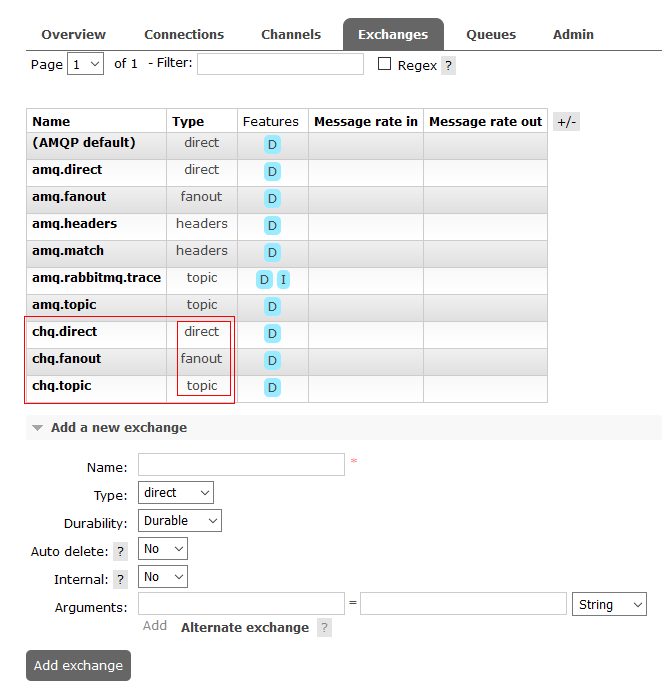 Overview Connections Channels Exchanges Queues Admin
Page 1 of 1 - Filter: Regex ?
Name Type Features Message rate in Message rate out +/-
(AMQP default) direct D
amq.direct direct D
amq.fanout fanout D
amq.headers headers D
amq.match headers D
amq.rabbitmq.trace topic D I
amq.topic topic D
chq.direct direct D
chq.fanout fanout D
chq.topic topic D
Add a new exchange
Name: *
Type: direct
Durability: Durable
Auto delete: ? No
Internal: ? No
Arguments: = String
Add Alternate exchange ?
Add exchange